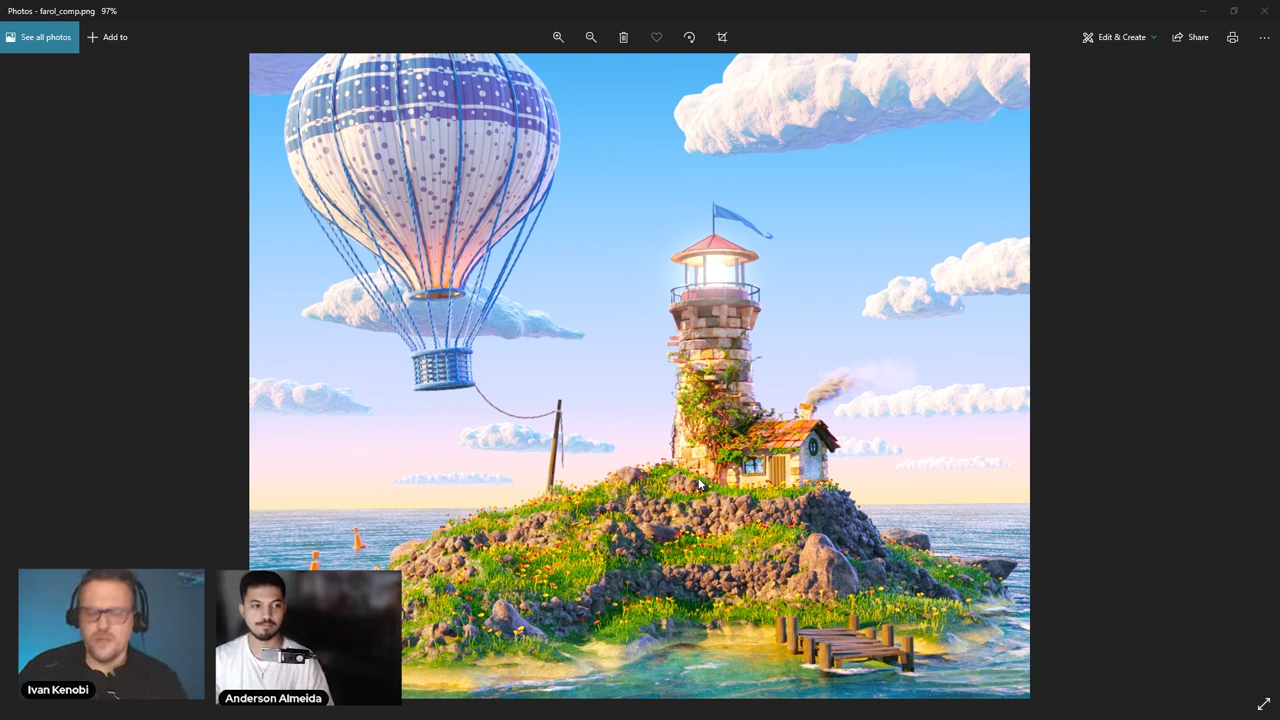 Photos - farol_comp.png 97%
See all photos
Add to
Edit & Create
Share
Ivan Kenobi
Anderson Almeida